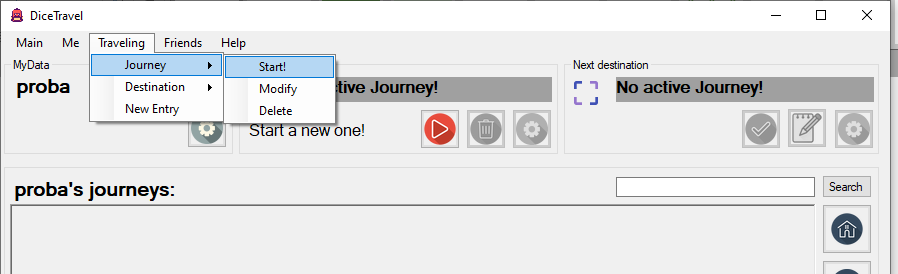 DiceTravel
Main Me Traveling Friends Help
MyData
Next destination
Journey
Start!
proba
tive Journey!
No active Journey!
Destination
Modify
New Entry
Delete
Start a new one!
proba's journeys:
Search